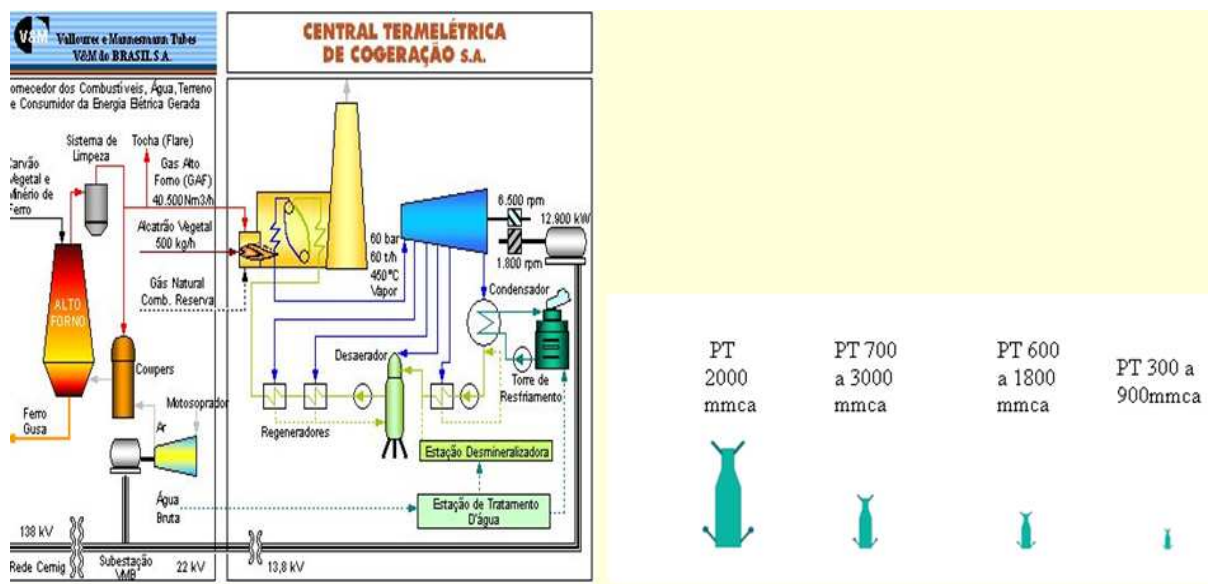 V&M
Vallourec e Mannesmann Tubes
V&M do BRASIL S.A.
CENTRAL TERMELÉTRICA
DE COGERAÇÃO S.A.
ornecedor dos Combustíveis, Água, Terreno
e Consumidor da Energia Elétrica Gerada
Sistema de
Limpeza
Tocha (Flare)
Gas Alto
Forno (GAF)
40.500Nm3/h
Carvão
Vegetal e
Minério de
Ferro
Alcatrão Vegetal
500 kg/h
Gás Natural
Comb. Reserva
ALTO
FORNO
Cowpers
Motosoprador
Ar
Ferro
Gusa
Água
Bruta
138 kV
Rede Cemig
Subestação
VMB
22 kV
13,8 kV
60 bar
60 t/h
450°C
Vapor
6.500 rpm
12.900 kW
1.800 rpm
Condensador
Desaerador
Torre de
Resfriamento
Regeneradores
Estação Desmineralizadora
Estação de Tratamento
D'água
PT
2000
mmca
PT 700
a 3000
mmca
PT 600
a 1800
mmca
PT 300 a
900mmca